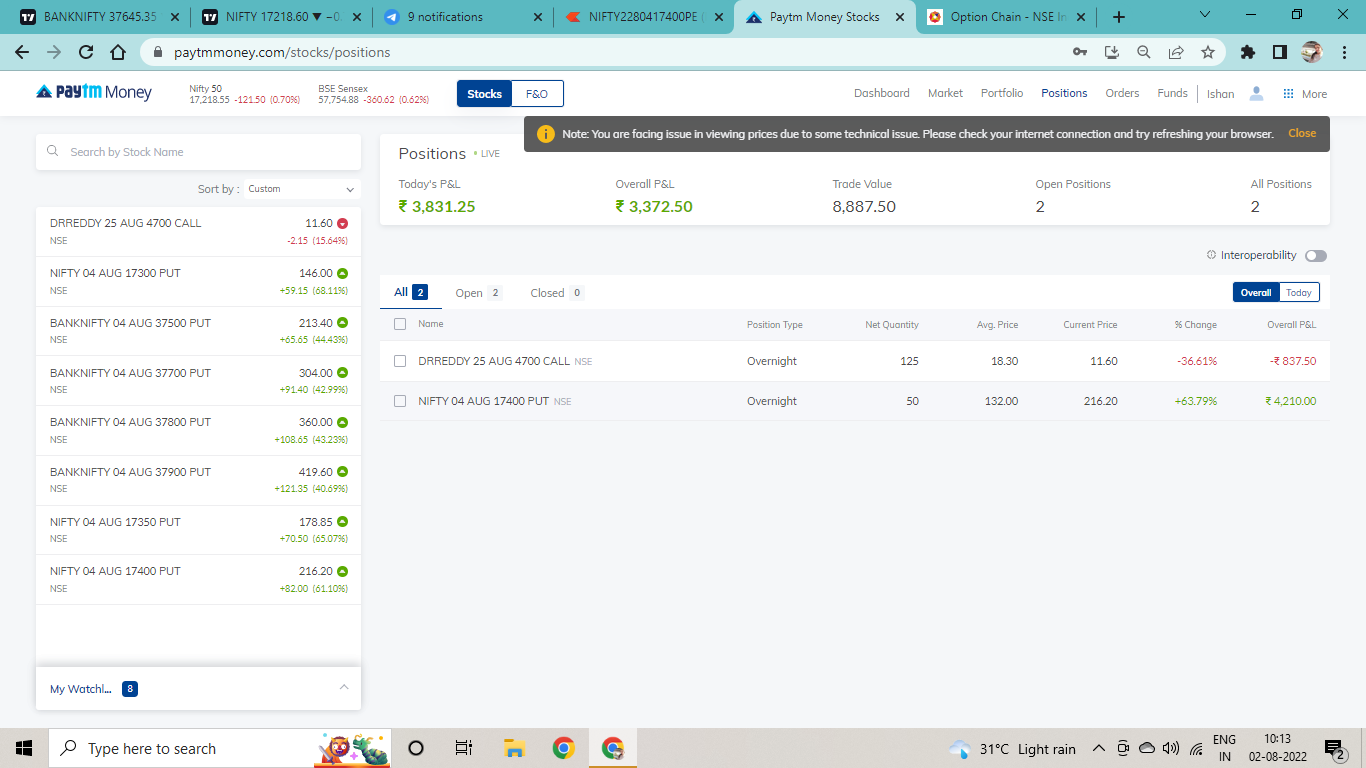 BANKNIFTY 37645.35
NIFTY 17218.60 ▼ −0.
9 notifications
NIFTY2280417400PE
Paytm Money Stocks
Option Chain - NSE In
paytmmoney.com/stocks/positions
paytm Money
Nifty 50
17,218.55 -121.50 (0.70%)
BSE Sensex
57,754.88 -360.62 (0.62%)
Stocks
F&O
Dashboard
Market
Portfolio
Positions
Orders
Funds
Ishan
More
Note: You are facing issue in viewing prices due to some technical issue. Please check your internet connection and try refreshing your browser.
Close
Search by Stock Name
Sort by :
Custom
DRREDDY 25 AUG 4700 CALL 11.60
NSE -2.15 (15.64%)
NIFTY 04 AUG 17300 PUT 146.00
NSE +59.15 (68.11%)
BANKNIFTY 04 AUG 37500 PUT 213.40
NSE +65.65 (44.43%)
BANKNIFTY 04 AUG 37700 PUT 304.00
NSE +91.40 (42.99%)
BANKNIFTY 04 AUG 37800 PUT 360.00
NSE +108.65 (43.23%)
BANKNIFTY 04 AUG 37900 PUT 419.60
NSE +121.35 (40.69%)
NIFTY 04 AUG 17350 PUT 178.85
NSE +70.50 (65.07%)
NIFTY 04 AUG 17400 PUT 216.20
NSE +82.00 (61.10%)
My Watchl... 8
Positions • LIVE
Today's P&L Overall P&L Trade Value Open Positions All Positions
₹ 3,831.25 ₹ 3,372.50 8,887.50 2 2
Interoperability
All 2 Open 2 Closed 0
Overall Today
Name Position Type Net Quantity Avg. Price Current Price % Change Overall P&L
DRREDDY 25 AUG 4700 CALL NSE Overnight 125 18.30 11.60 -36.61% -₹ 837.50
NIFTY 04 AUG 17400 PUT NSE Overnight 50 132.00 216.20 +63.79% ₹ 4,210.00
Type here to search
31°C Light rain
ENG
IN
10:13
02-08-2022
2